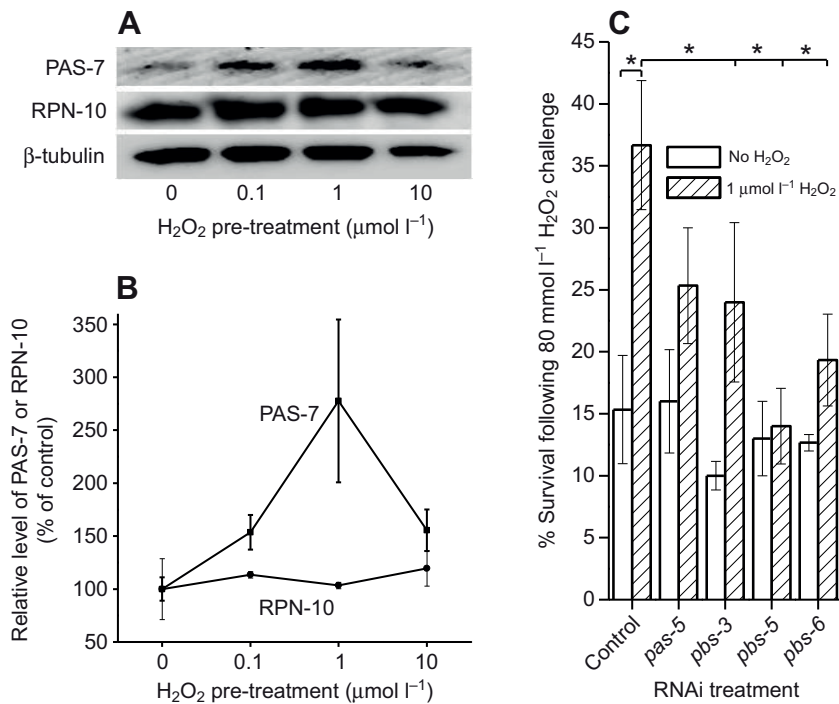 A
PAS-7
RPN-10
β-tubulin
0 0.1 1 10
H₂O₂ pre-treatment (μmol l⁻¹)
B
Relative level of PAS-7 or RPN-10
(% of control)
350
300
250
200
150
100
50
PAS-7
RPN-10
0 0.1 1 10
H₂O₂ pre-treatment (μmol l⁻¹)
C
% Survival following 80 mmol l⁻¹ H₂O₂ challenge
45
40
35
30
25
20
15
10
5
0
* * * *
No H₂O₂
1 μmol l⁻¹ H₂O₂
Control pas-5 pbs-3 pbs-5 pbs-6
RNAi treatment